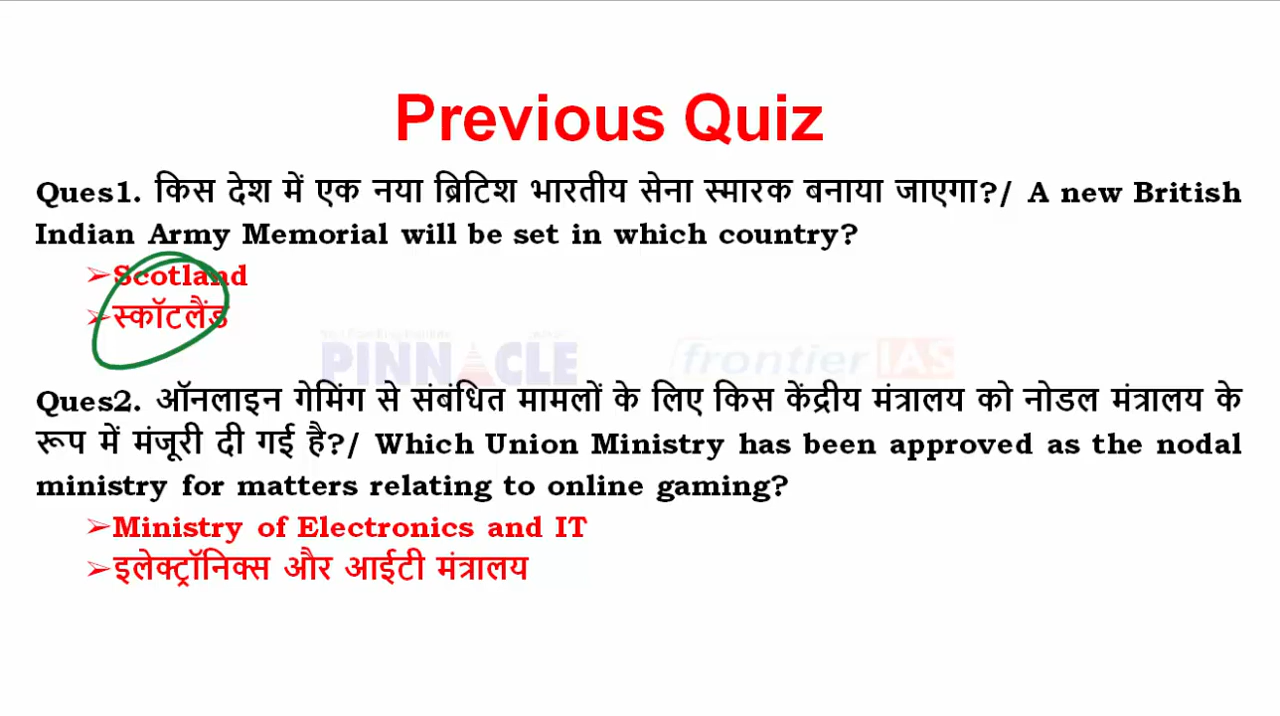 Previous Quiz
Ques1. किस देश में एक नया ब्रिटिश भारतीय सेना स्मारक बनाया जाएगा?/ A new British
Indian Army Memorial will be set in which country?
➢Scotland
➢स्कॉटलैंड
PINNACLE frontier IAS
Ques2. ऑनलाइन गेमिंग से संबंधित मामलों के लिए किस केंद्रीय मंत्रालय को नोडल मंत्रालय के
रूप में मंजूरी दी गई है?/ Which Union Ministry has been approved as the nodal
ministry for matters relating to online gaming?
➢Ministry of Electronics and IT
➢इलेक्ट्रॉनिक्स और आईटी मंत्रालय